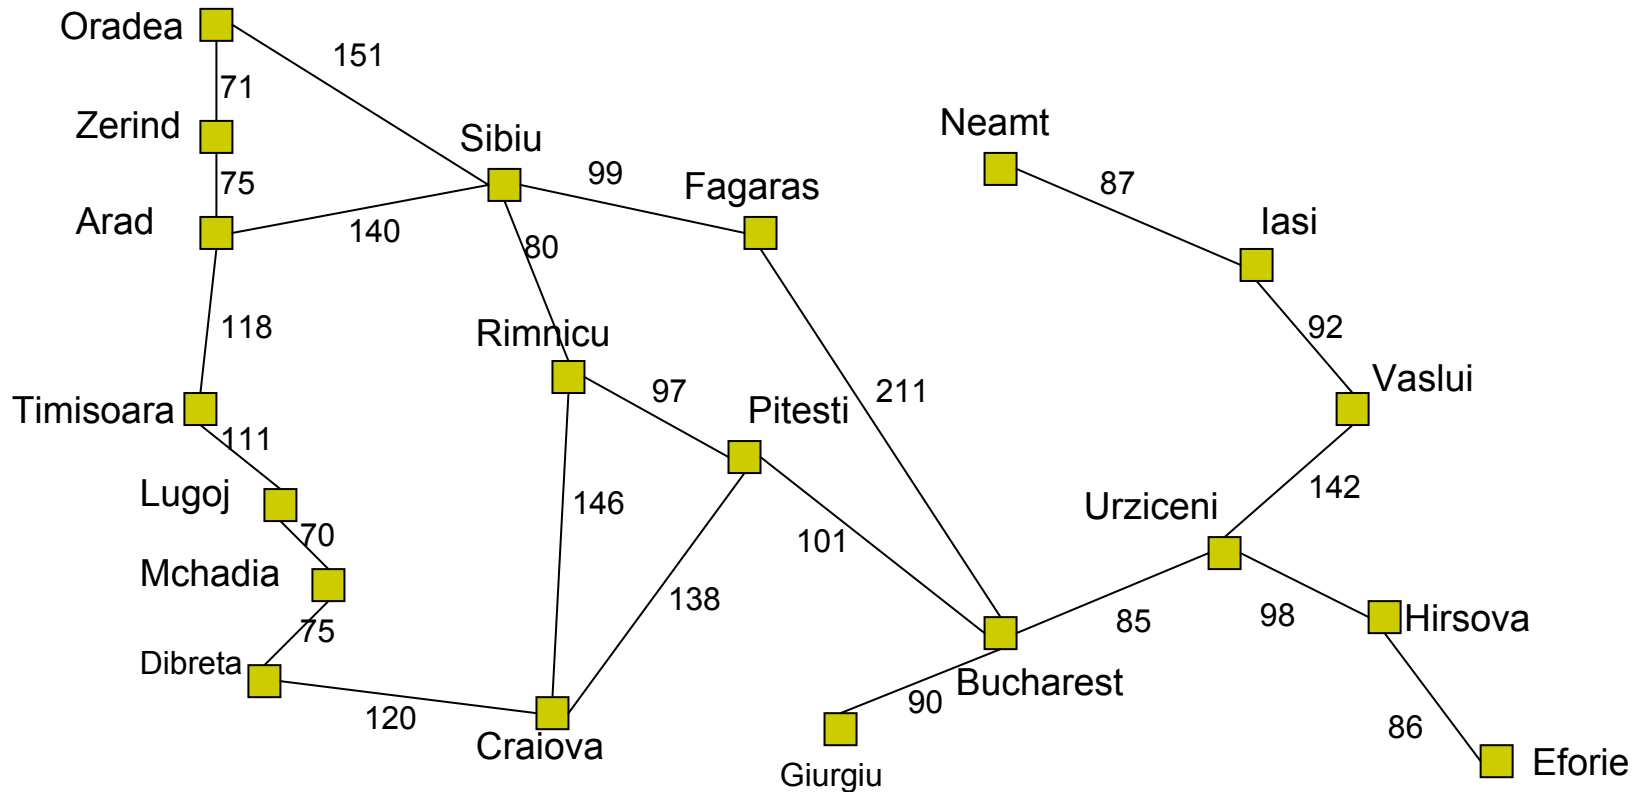 Oradea
151
71
Zerind
Neamt
Sibiu
99
87
75
Fagaras
Arad
Iasi
140
80
118
92
Rimnicu
Vaslui
97
211
Timisoara
Pitesti
111
Lugoj
146
142
Urziceni
70
101
Mchadia
138
75
85
98
Hirsova
Dibreta
Bucharest
90
120
86
Craiova
Eforie
Giurgiu